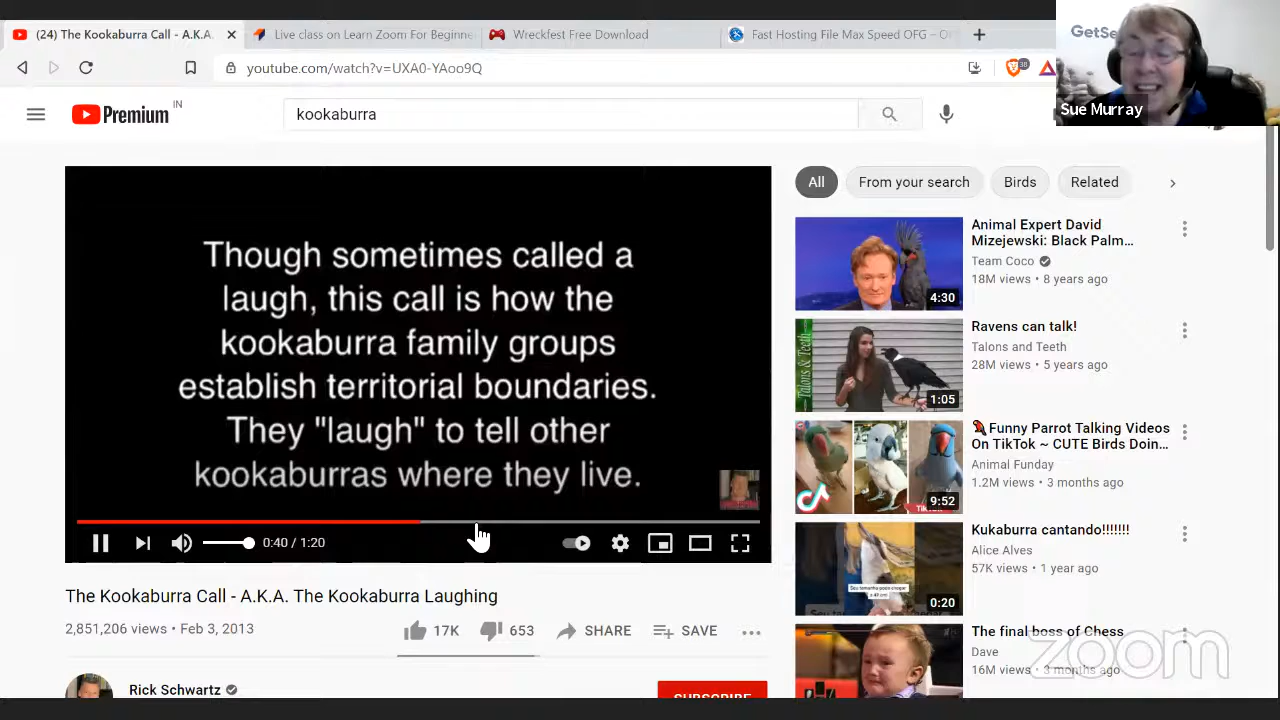 (24) The Kookaburra Call - A.K.A.
Live class on Learn Zoom For Beginne
Wreckfest Free Download
Fast Hosting File Max Speed OFG – O
GetSe
youtube.com/watch?v=UXA0-YAoo9Q
38
Sue Murray
Premium
IN
kookaburra
Though sometimes called a
laugh, this call is how the
kookaburra family groups
establish territorial boundaries.
They "laugh" to tell other
kookaburras where they live.
0:40 / 1:20
The Kookaburra Call - A.K.A. The Kookaburra Laughing
2,851,206 views • Feb 3, 2013
17K
653
SHARE
SAVE
Rick Schwartz
SUBSCRIBE
All
From your search
Birds
Related
Animal Expert David
Mizejewski: Black Palm…
Team Coco
18M views • 8 years ago
4:30
Ravens can talk!
Talons and Teeth
28M views • 5 years ago
Talons & Teeth
1:05
Funny Parrot Talking Videos
On TikTok ~ CUTE Birds Doin…
Animal Funday
1.2M views • 3 months ago
9:52
Kukaburra cantando!!!!!!!
Alice Alves
57K views • 1 year ago
0:20
The final boss of Chess
Dave
16M views • 3 months ago
zoom